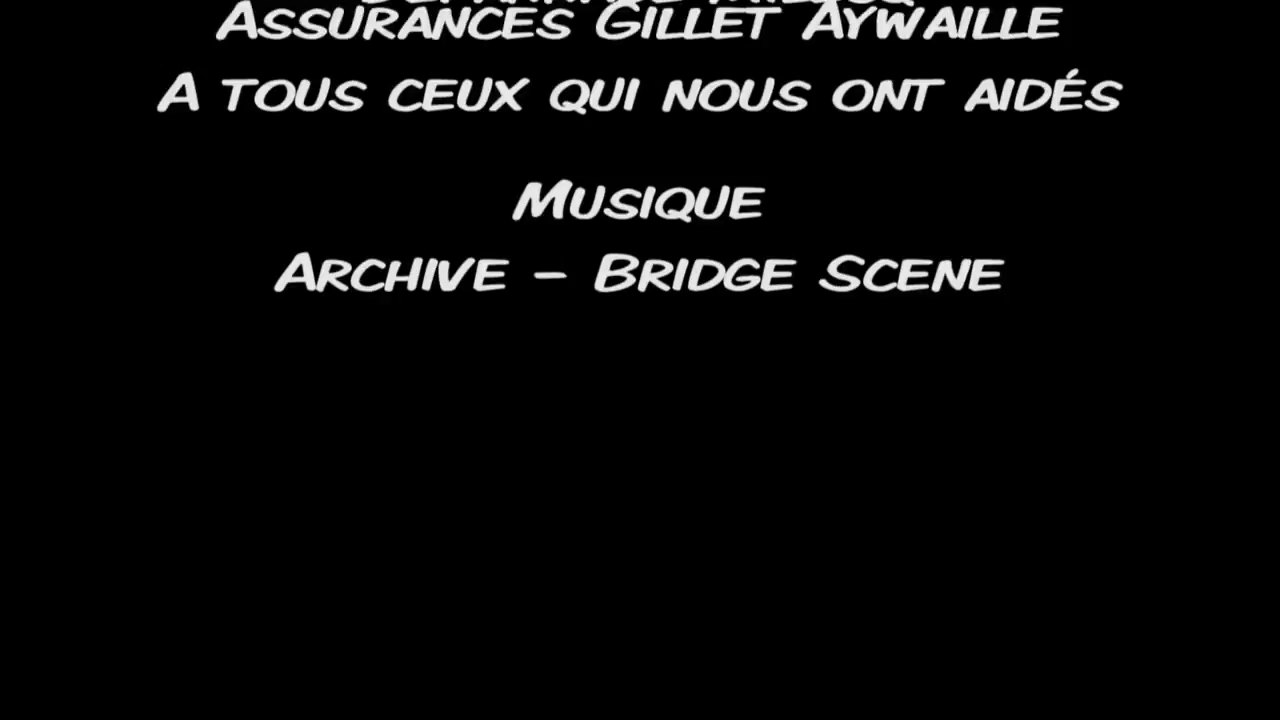 Assurances Gillet Aywaille
A tous ceux qui nous ont aidés
Musique
Archive - Bridge Scene